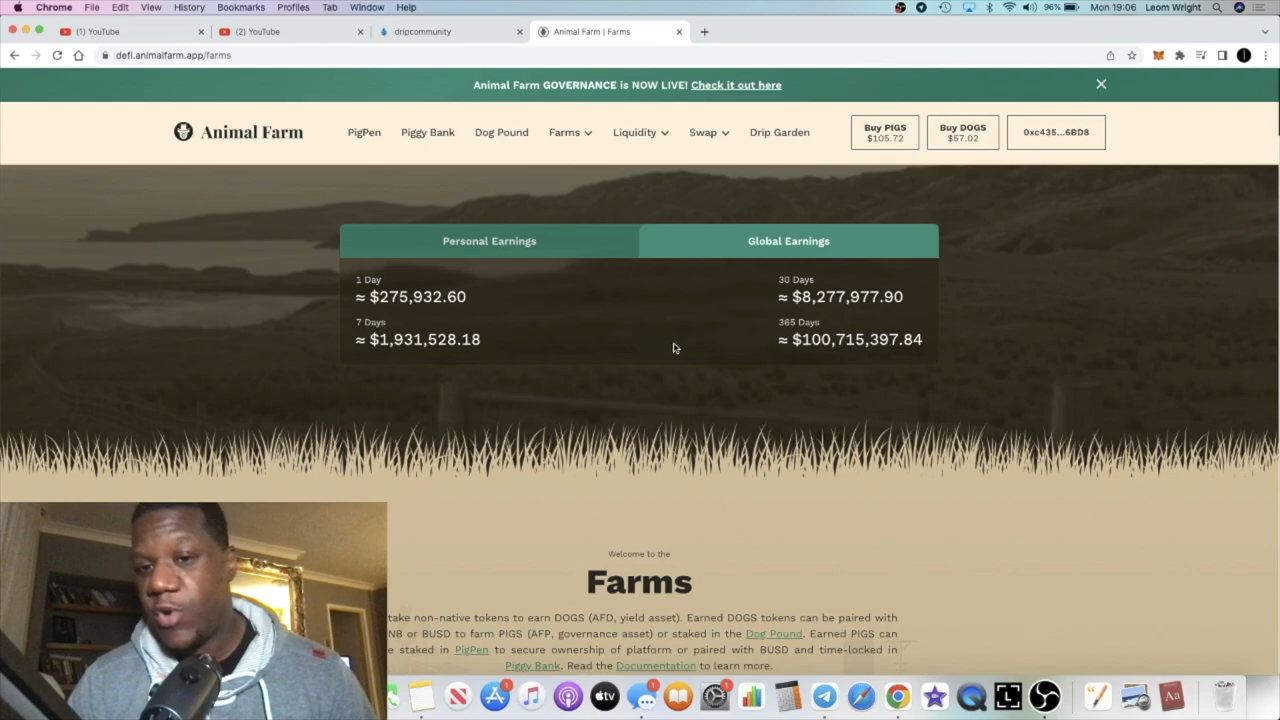 Chrome File Edit View History Bookmarks Profiles Tab Window Help 96% Mon 19:06 Leom Wright
(1) YouTube (2) YouTube dripcommunity Animal Farm | Farms
defi.animalfarm.app/farms
Animal Farm GOVERNANCE is NOW LIVE! Check it out here
Animal Farm PigPen Piggy Bank Dog Pound Farms Liquidity Swap Drip Garden
Buy PIGS
$105.72
Buy DOGS
$57.02
0xc435...6BD8
Personal Earnings Global Earnings
1 Day 30 Days
≈ $275,932.60 ≈ $8,277,977.90
7 Days 365 Days
≈ $1,931,528.18 ≈ $100,715,397.84
Welcome to the
Farms
take non-native tokens to earn DOGS (AFD, yield asset). Earned DOGS tokens can be paired with
NB or BUSD to farm PIGS (AFP, governance asset) or staked in the Dog Pound. Earned PIGS can
e staked in PigPen to secure ownership of platform or paired with BUSD and time-locked in
Piggy Bank. Read the Documentation to learn more.